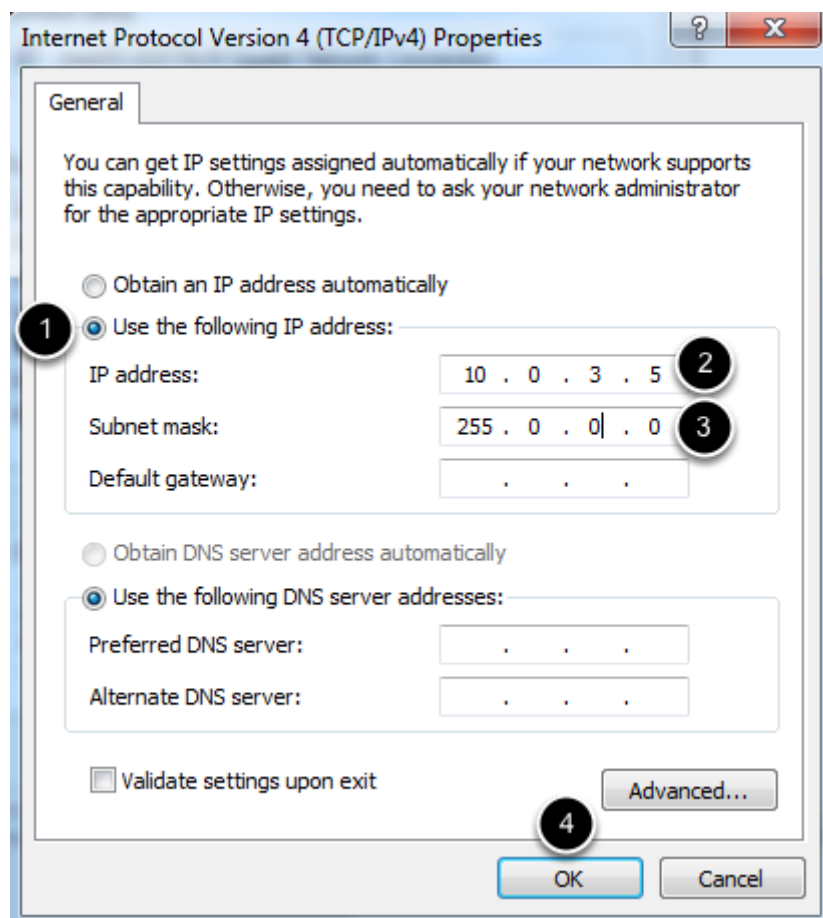 Internet Protocol Version 4 (TCP/IPv4) Properties
?
X
General
You can get IP settings assigned automatically if your network supports
this capability. Otherwise, you need to ask your network administrator
for the appropriate IP settings.
Obtain an IP address automatically
1 Use the following IP address:
IP address: 10 . 0 . 3 . 5 2
Subnet mask: 255 . 0 . 0 . 0 3
Default gateway: . . .
Obtain DNS server address automatically
Use the following DNS server addresses:
Preferred DNS server: . . .
Alternate DNS server: . . .
Validate settings upon exit
Advanced...
4
OK Cancel